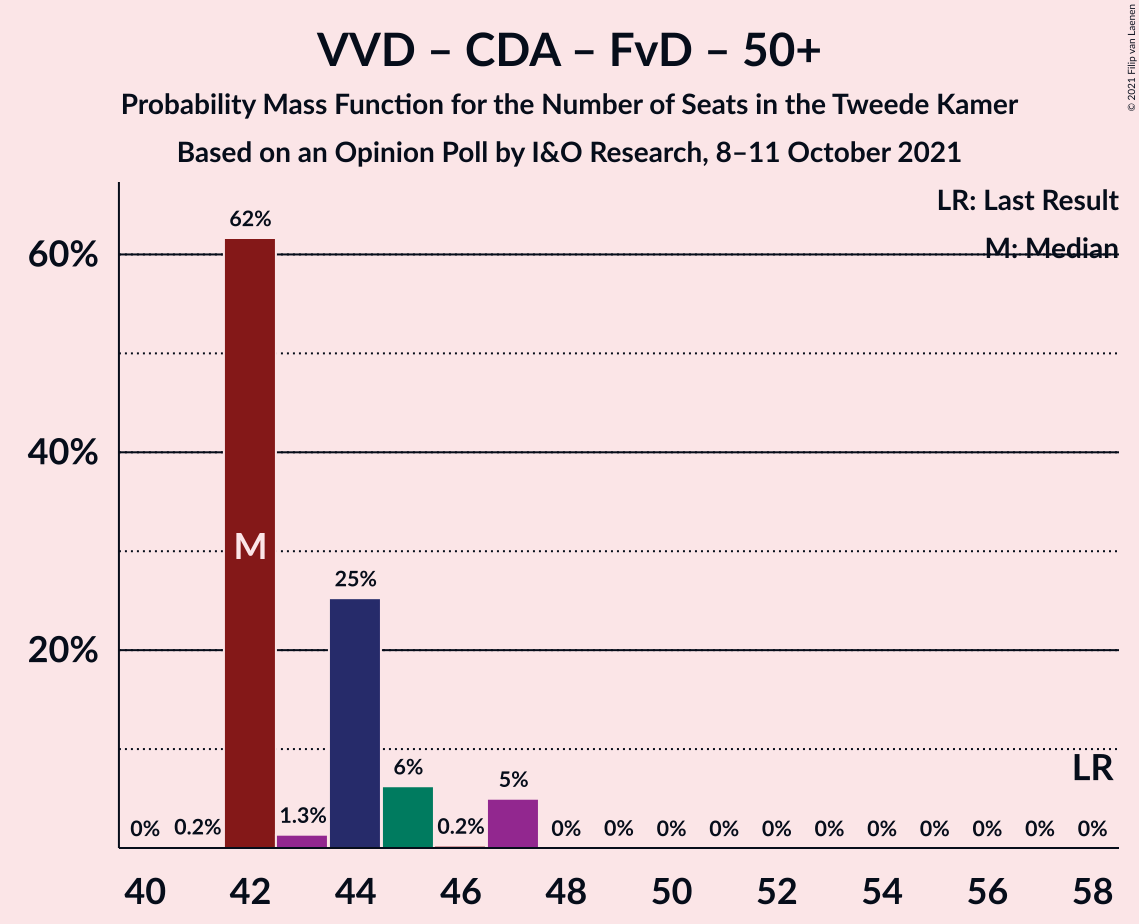 VVD – CDA – FvD – 50+
Probability Mass Function for the Number of Seats in the Tweede Kamer
Based on an Opinion Poll by I&O Research, 8–11 October 2021
© 2021 Filip van Laenen
LR: Last Result
M: Median
60%
40%
20%
62%
M
25%
6%
5%
LR
0% 0.2% 1.3% 0.2% 0% 0% 0% 0% 0% 0% 0% 0% 0% 0% 0%
40 42 44 46 48 50 52 54 56 58